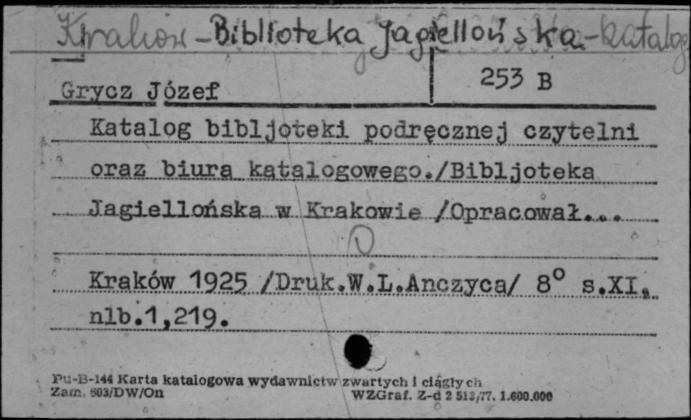 Kraków - Biblioteka Jagiellońska - katalog
253 B
Grycz Józef
Katalog bibljoteki podręcznej czytelni
oraz biura katalogowego./Bibljoteka
Jagiellońska w Krakowie /Opracował...
Kraków 1925 /Druk.W.L.Anczyca/ 8° s.XI,
nlb.1,219.
Pu-B-144 Karta katalogowa wydawnictw zwartych i ciągłych
Zam. 603/DW/On WZGraf. Z-d 2 513/77. 1.600.000